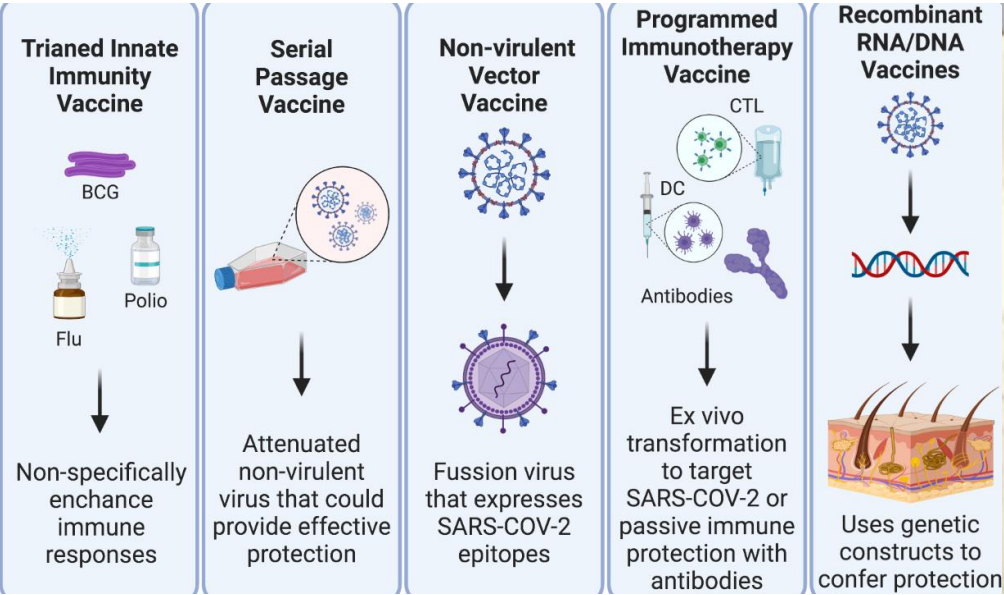 Trianed Innate
Immunity
Vaccine
BCG
Polio
Flu
Non-specifically
enchance
immune
responses
Serial
Passage
Vaccine
Attenuated
non-virulent
virus that could
provide effective
protection
Non-virulent
Vector
Vaccine
Fussion virus
that expresses
SARS-COV-2
epitopes
Programmed
Immunotherapy
Vaccine
CTL
DC
Antibodies
Ex vivo
transformation
to target
SARS-COV-2 or
passive immune
protection with
antibodies
Recombinant
RNA/DNA
Vaccines
Uses genetic
constructs to
confer protection